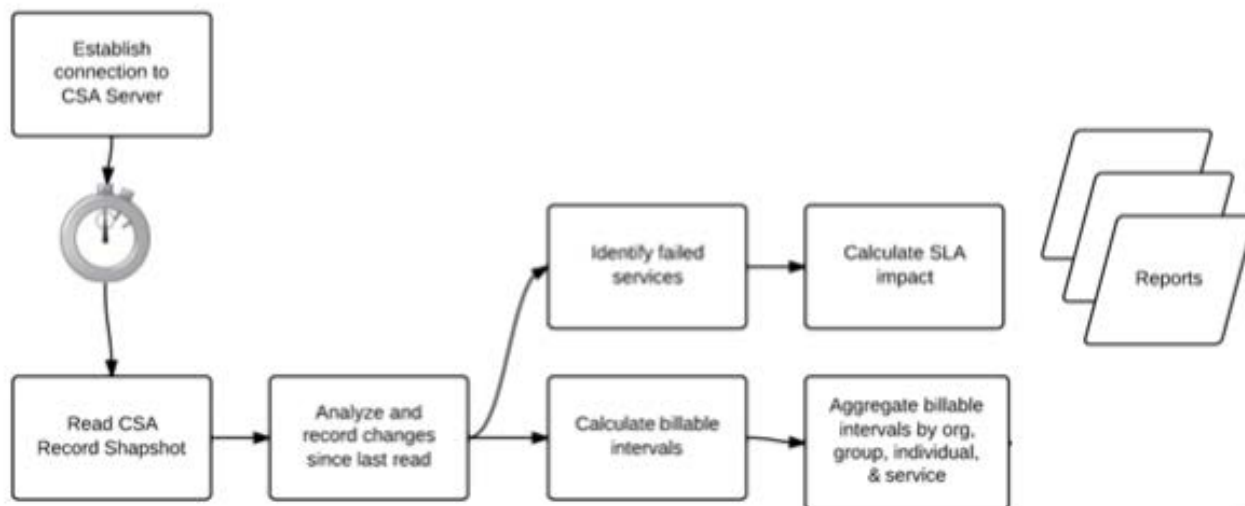 Establish
connection to
CSA Server
Identify failed
services
Calculate SLA
impact
Reports
Read CSA
Record Shapshot
Analyze and
record changes
since last read
Calculate billable
intervals
Aggregate billable
intervals by org,
group, individual,
& service